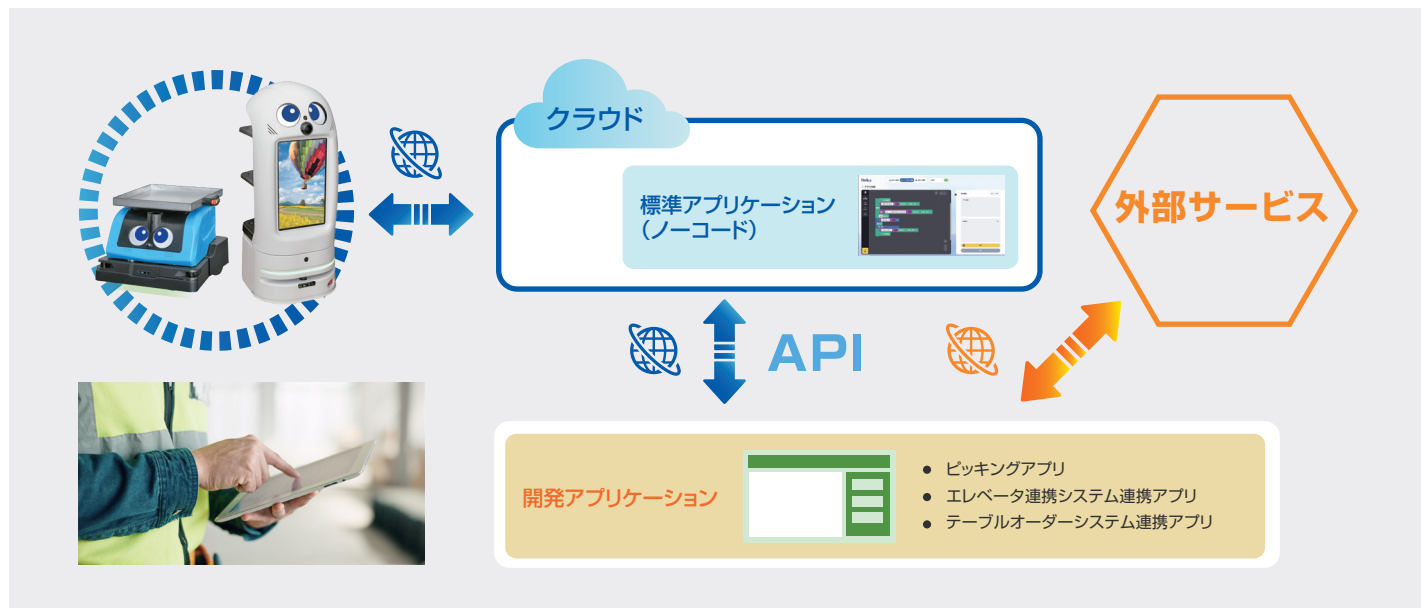 クラウド
標準アプリケーション
(ノーコード)
外部サービス
API
開発アプリケーション
● ピッキングアプリ
● エレベータ連携システム連携アプリ
● テーブルオーダーシステム連携アプリ